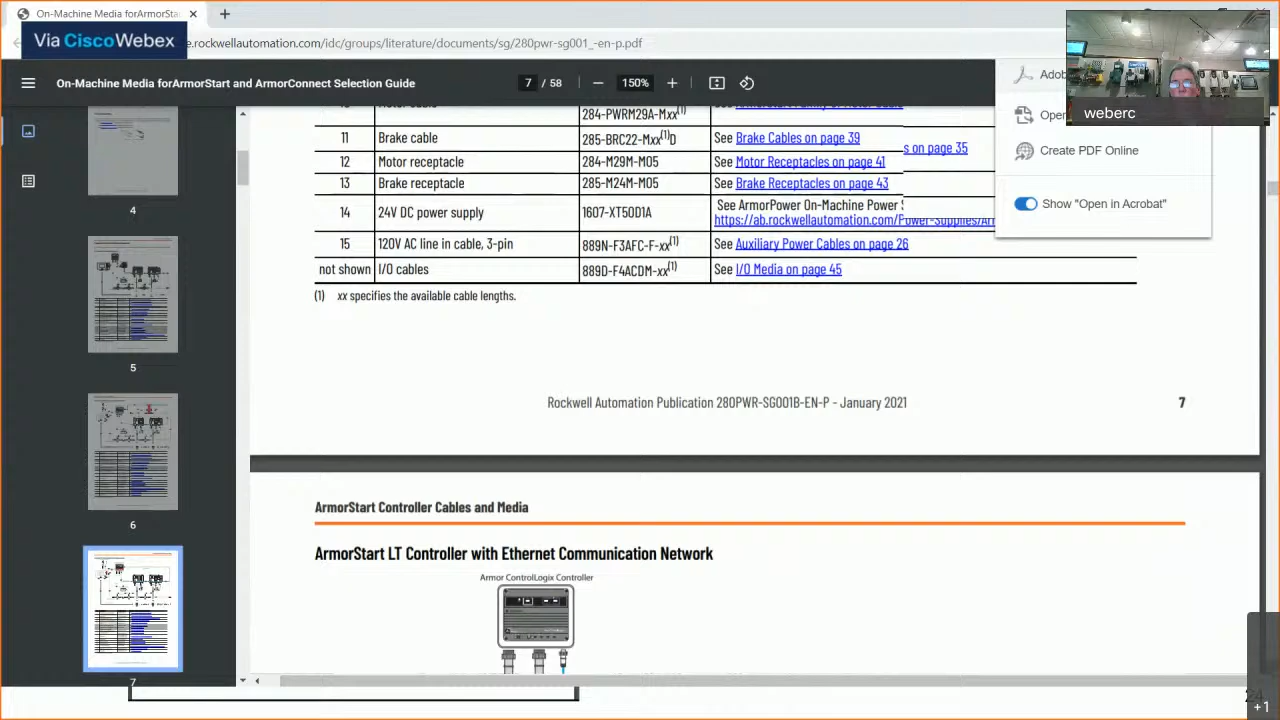 On-Machine Media forArmorStar
Via CiscoWebex
.rockwellautomation.com/idc/groups/literature/documents/sg/280pwr-sg001_-en-p.pdf
On-Machine Media forArmorStart and ArmorConnect Selection Guide
7 / 58
150%
Adob
weberc
Open
Create PDF Online
Show "Open in Acrobat"
4
5
6
7
284-PWRM29A-Mxx(1)
11 Brake cable 285-BRC22-Mxx(1)D See Brake Cables on page 39
s on page 35
12 Motor receptacle 284-M29M-M05 See Motor Receptacles on page 41
13 Brake receptacle 285-M24M-M05 See Brake Receptacles on page 43
14 24V DC power supply 1607-XT50D1A See ArmorPower On-Machine Power S
https://ab.rockwellautomation.com/Power-Supplies/Ar
15 120V AC line in cable, 3-pin 889N-F3AFC-F-xx(1) See Auxiliary Power Cables on page 26
not shown I/O cables 889D-F4ACDM-xx(1) See I/O Media on page 45
(1) xx specifies the available cable lengths.
Rockwell Automation Publication 280PWR-SG001B-EN-P - January 2021 7
ArmorStart Controller Cables and Media
ArmorStart LT Controller with Ethernet Communication Network
Armor ControlLogix Controller
24
+1